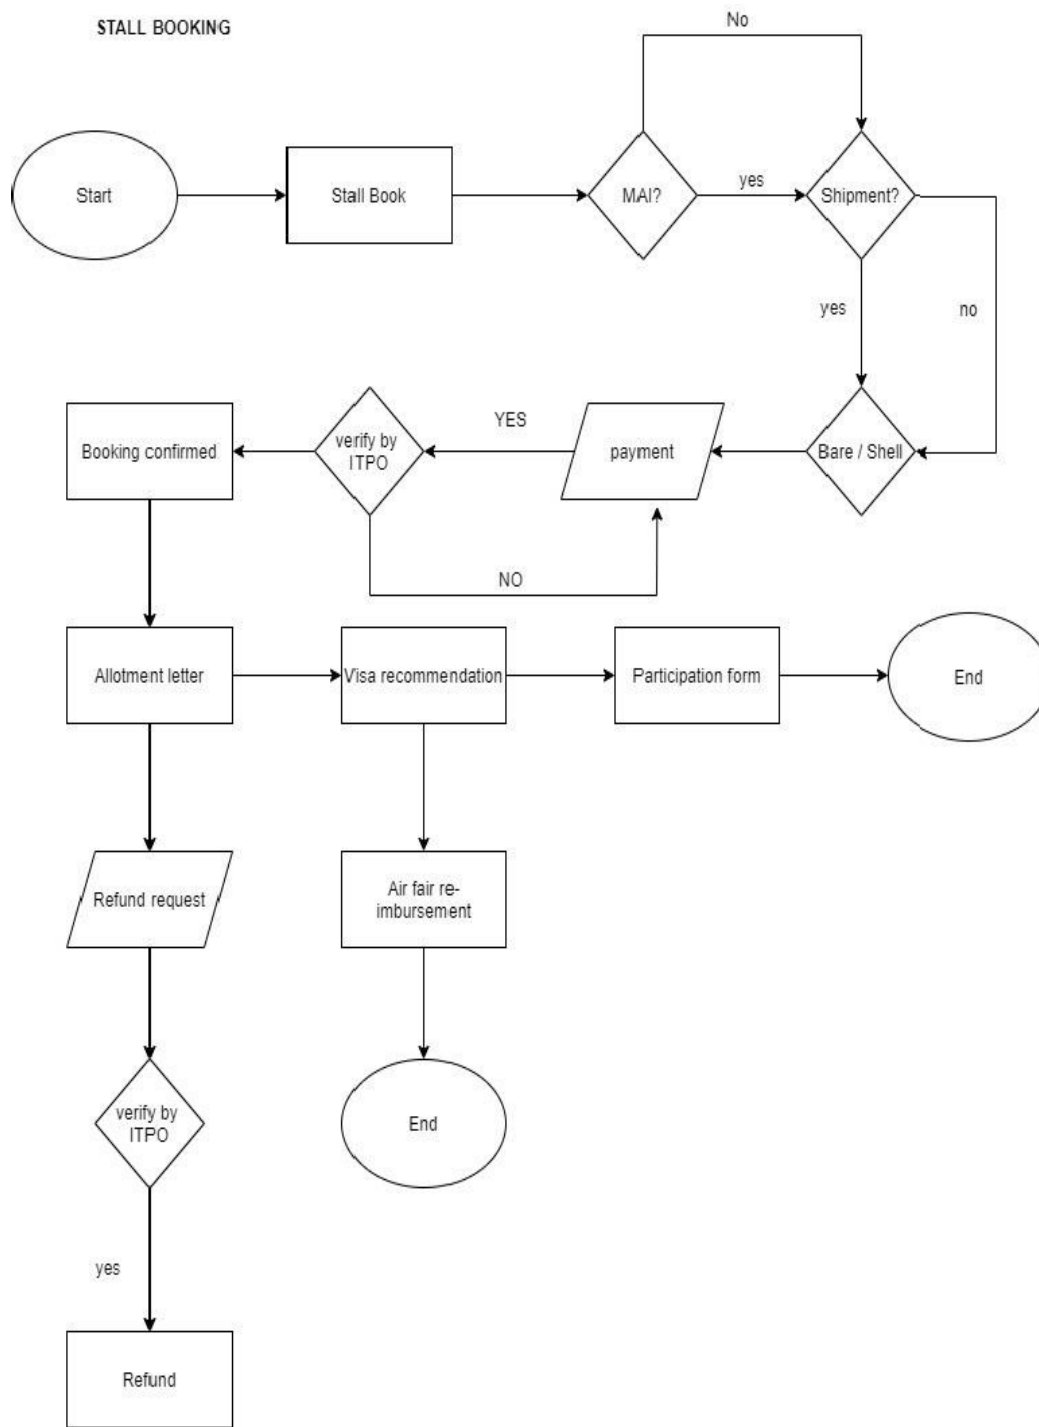 STALL BOOKING
No
Start
Stall Book
MAI?
yes
Shipment?
yes
no
Booking confirmed
verify by
ITPO
YES
payment
Bare / Shell
NO
Allotment letter
Visa recommendation
Participation form
End
Refund request
Air fair re-
imbursement
verify by
ITPO
End
yes
Refund